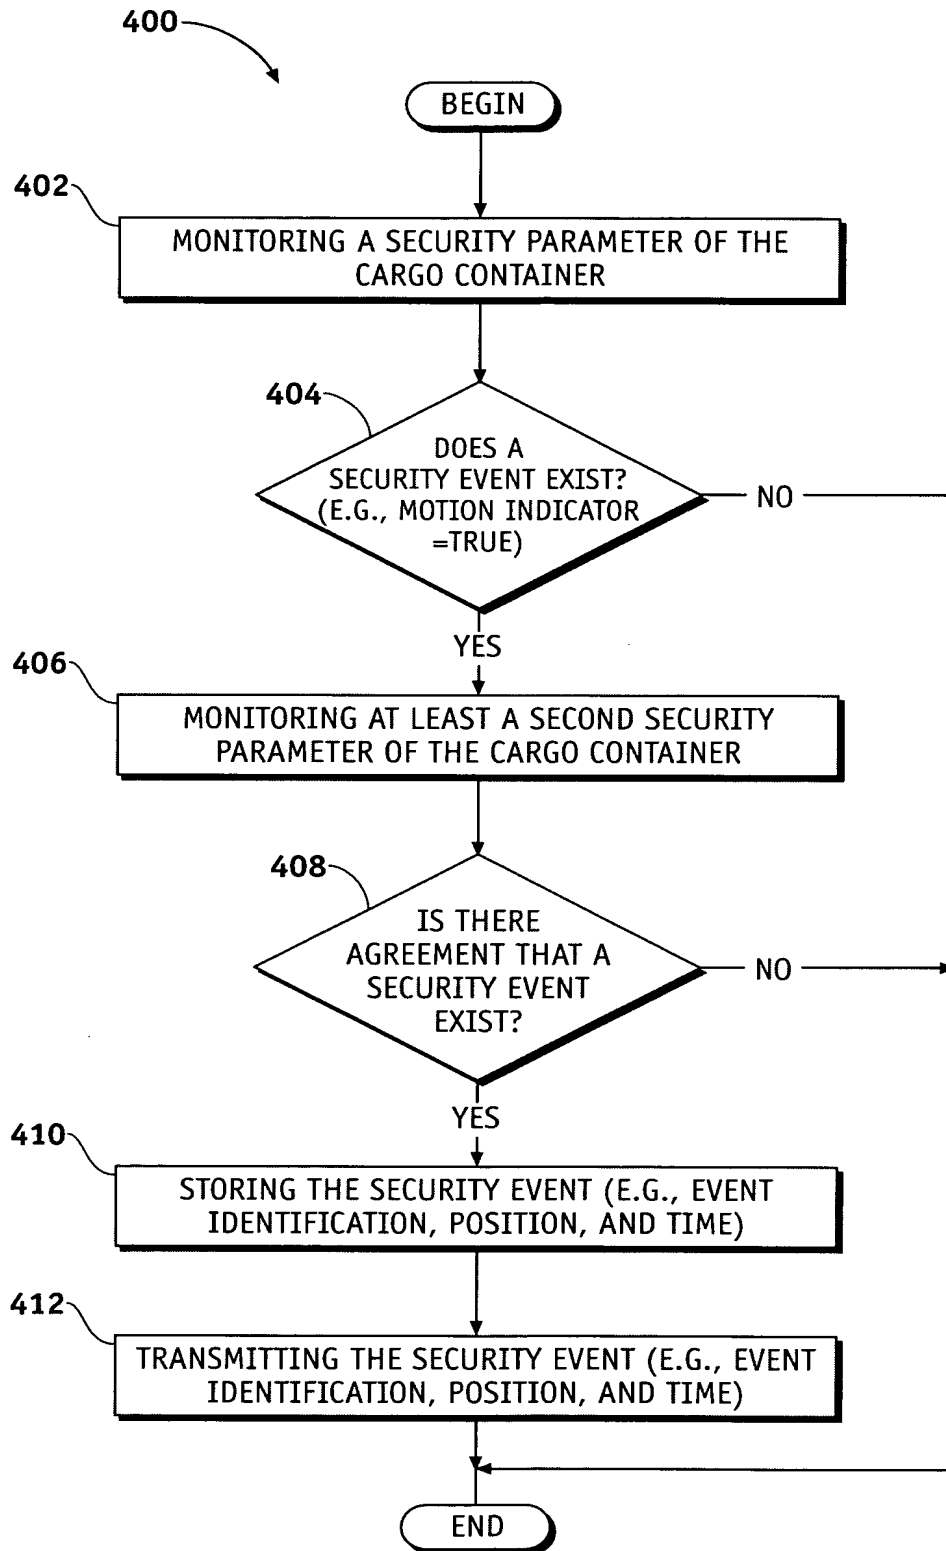 400
BEGIN
402
MONITORING A SECURITY PARAMETER OF THE
CARGO CONTAINER
404
DOES A
SECURITY EVENT EXIST?
(E.G., MOTION INDICATOR
=TRUE)
NO
YES
406
MONITORING AT LEAST A SECOND SECURITY
PARAMETER OF THE CARGO CONTAINER
408
IS THERE
AGREEMENT THAT A
SECURITY EVENT
EXIST?
NO
YES
410
STORING THE SECURITY EVENT (E.G., EVENT
IDENTIFICATION, POSITION, AND TIME)
412
TRANSMITTING THE SECURITY EVENT (E.G., EVENT
IDENTIFICATION, POSITION, AND TIME)
END